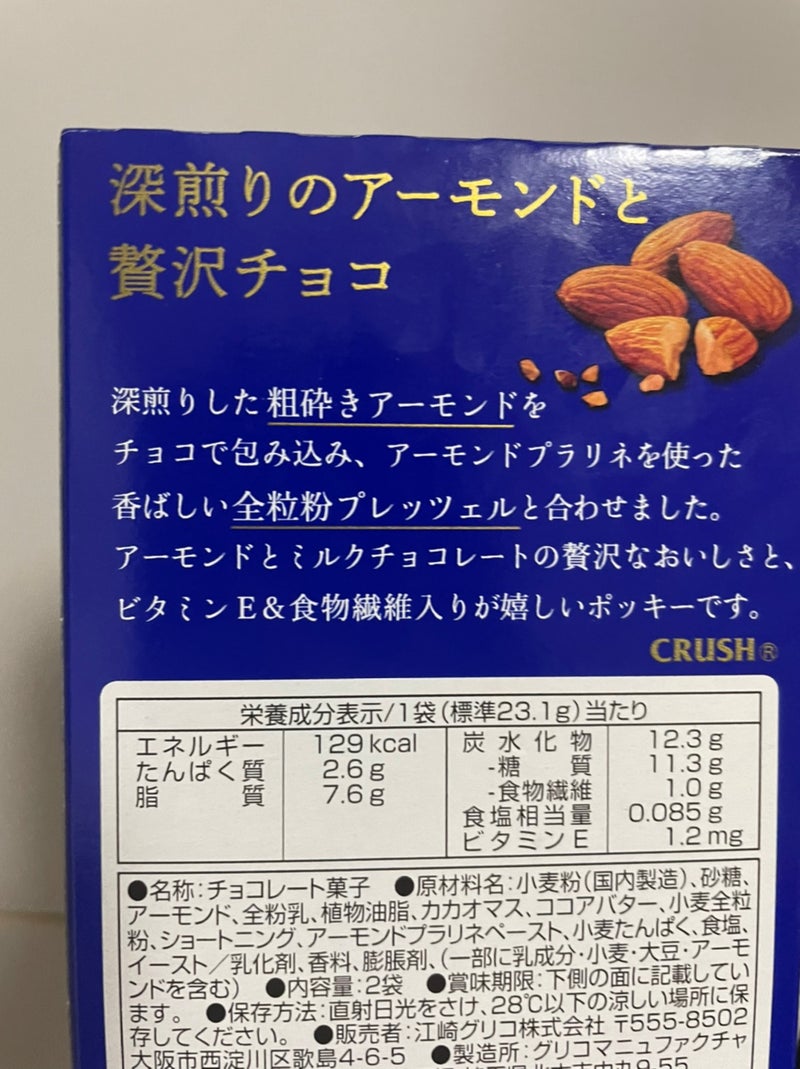 深煎りのアーモンドと
贅沢チョコ
深煎りした粗砕きアーモンドを
チョコで包み込み、アーモンドプラリネを使った
香ばしい全粒粉プレッツェルと合わせました。
アーモンドとミルクチョコレートの贅沢なおいしさと、
ビタミンE&食物繊維入りが嬉しいポッキーです。
CRUSH®
栄養成分表示/1袋(標準23.1g)当たり
エネルギー 129kcal
たんぱく質 2.6g
脂質 7.6g
炭水化物 12.3g
-糖質 11.3g
-食物繊維 1.0g
食塩相当量 0.085g
ビタミンE 1.2mg
●名称:チョコレート菓子 ●原材料名:小麦粉(国内製造)、砂糖、
アーモンド、全粉乳、植物油脂、カカオマス、ココアバター、小麦全粒
粉、ショートニング、アーモンドプラリネペースト、小麦たんぱく、食塩、
イースト/乳化剤、香料、膨脹剤、(一部に乳成分・小麦・大豆・アーモ
ンドを含む) ●内容量:2袋 ●賞味期限:下側の面に記載してい
ます。 ●保存方法:直射日光をさけ、28℃以下の涼しい場所に保
存してください。 ●販売者:江崎グリコ株式会社 〒555-8502
大阪市西淀川区歌島4-6-5 ●製造所:グリコマニュファクチャ